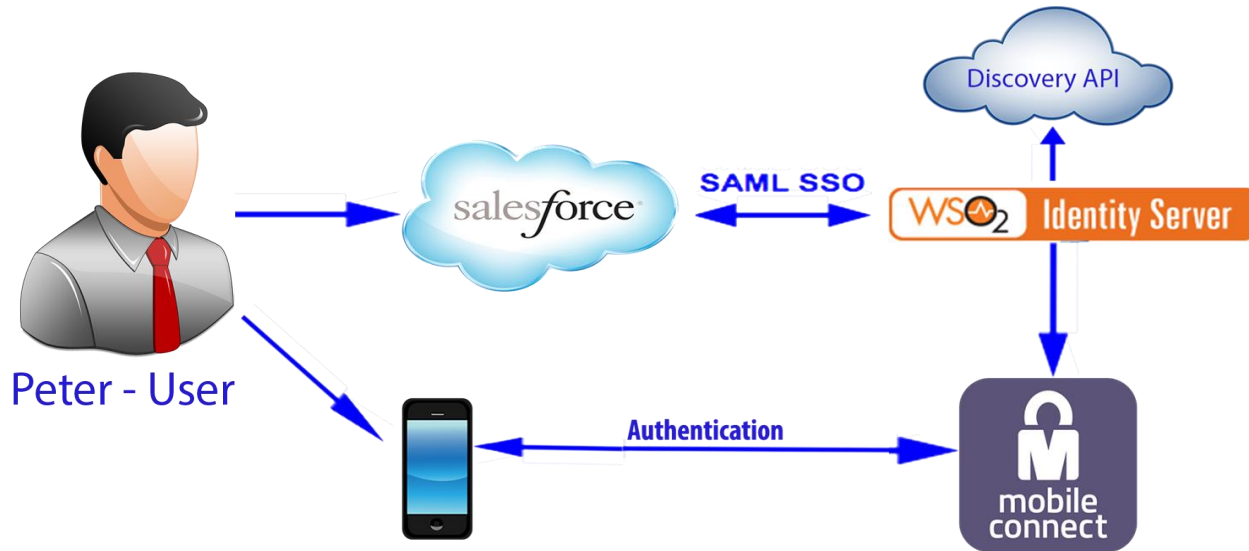 Discovery API
salesforce
SAML SSO
WSO2 Identity Server
Peter - User
Authentication
M
mobile
connect